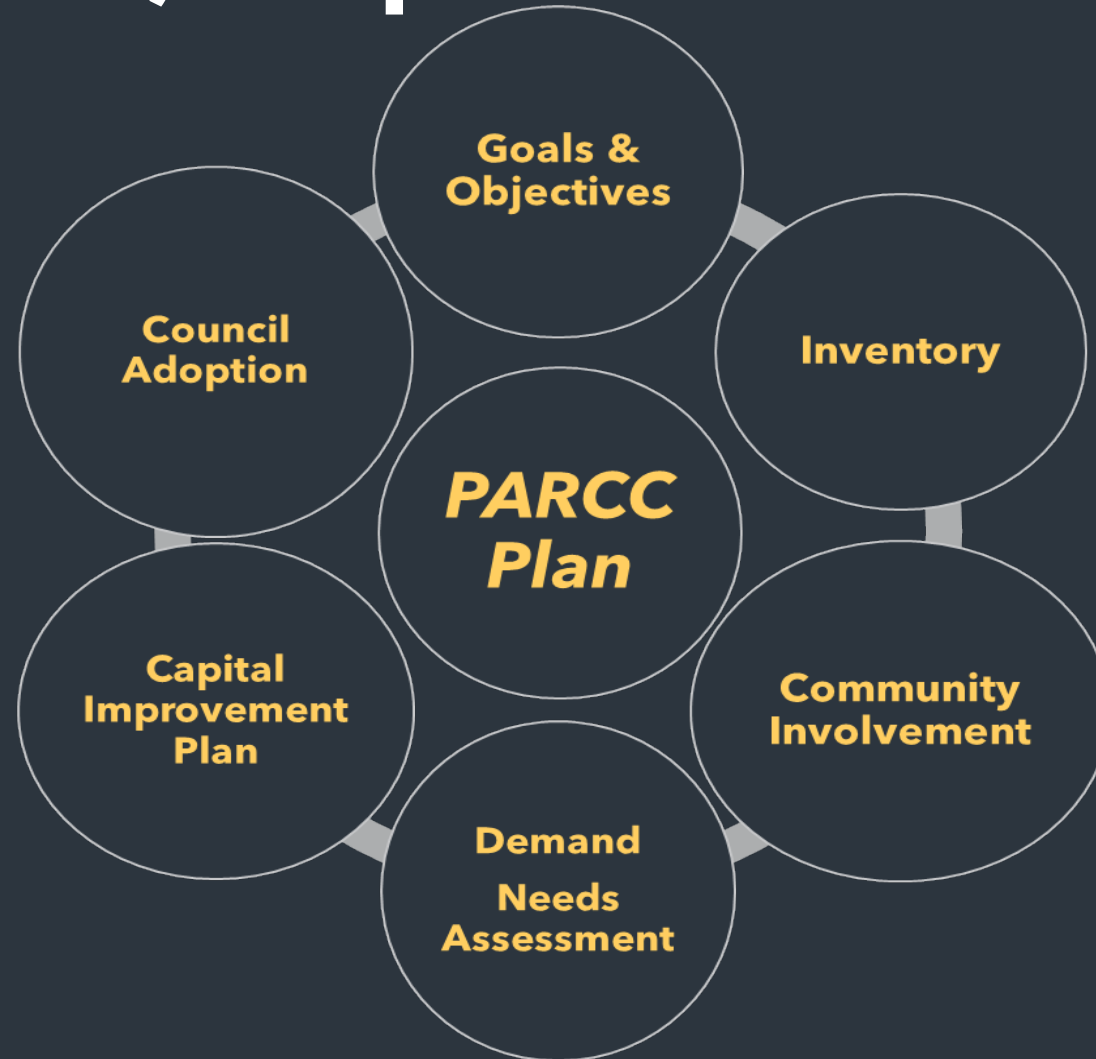 Goals &
Objectives
Inventory
Community
Involvement
Demand
Needs
Assessment
Capital
Improvement
Plan
Council
Adoption
PARCC
Plan